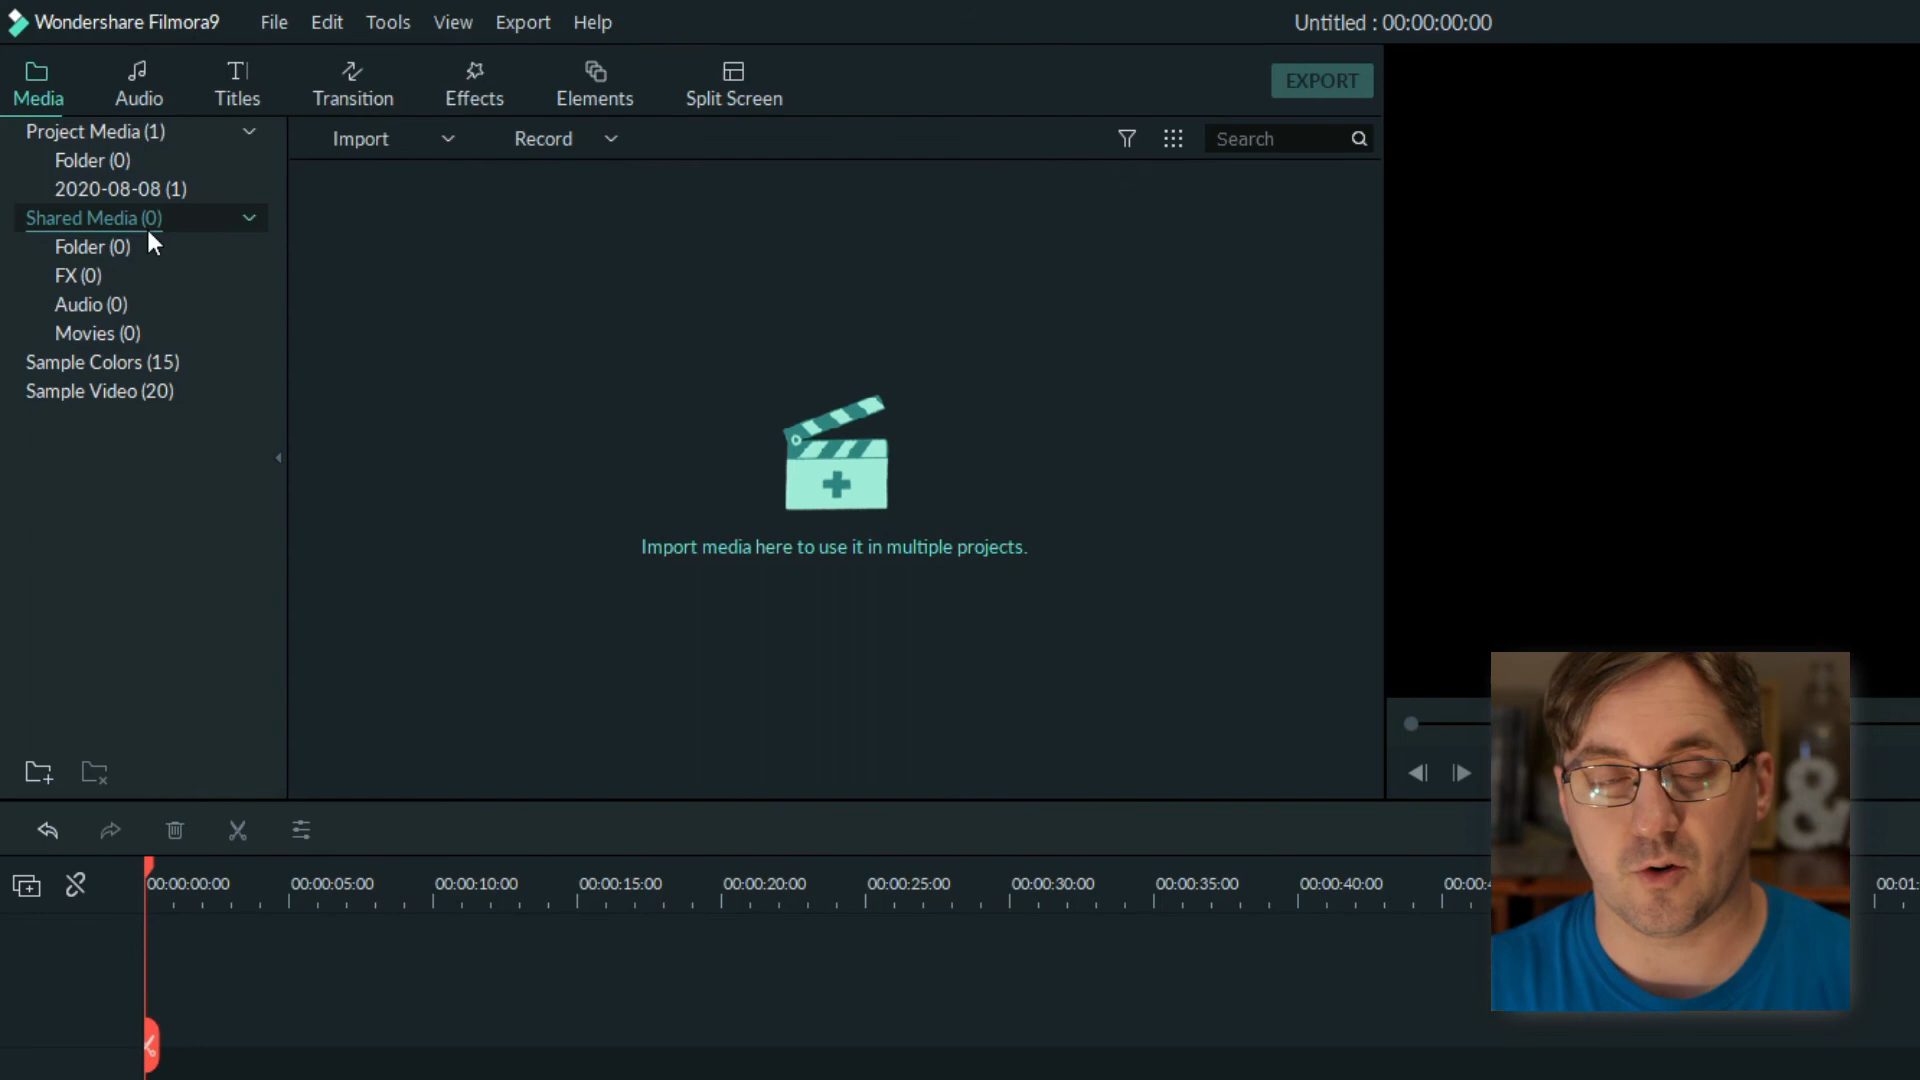 Wondershare Filmora9 File Edit Tools View Export Help Untitled : 00:00:00:00
Media Audio Titles Transition Effects Elements Split Screen EXPORT
Project Media (1)
Folder (0)
2020-08-08 (1)
Shared Media (0)
Folder (0)
FX (0)
Audio (0)
Movies (0)
Sample Colors (15)
Sample Video (20)
Import Record Search
Import media here to use it in multiple projects.
00:00:00:00 00:00:05:00 00:00:10:00 00:00:15:00 00:00:20:00 00:00:25:00 00:00:30:00 00:00:35:00 00:00:40:00 00:00:4 00:01:
&